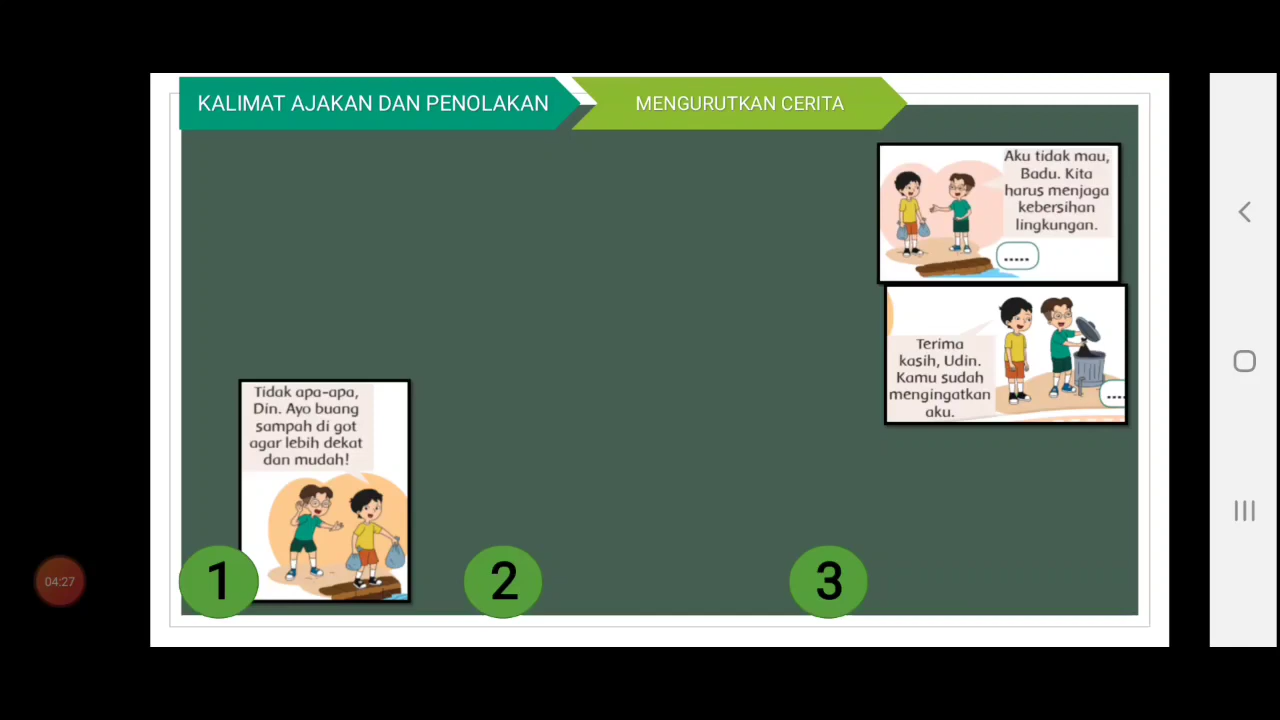 KALIMAT AJAKAN DAN PENOLAKAN
MENGURUTKAN CERITA
Aku tidak mau,
Badu. Kita
harus menjaga
kebersihan
lingkungan.
.....
Terima
kasih, Udin.
Kamu sudah
mengingatkan
aku.
....
Tidak apa-apa,
Din. Ayo buang
sampah di got
agar lebih dekat
dan mudah!
1
2
3
04:27